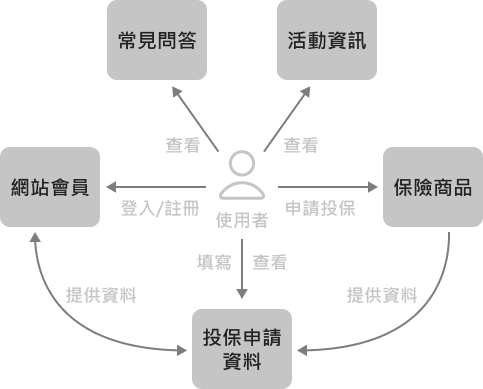 常見問答
活動資訊
查看
查看
網站會員
保險商品
登入/註冊
申請投保
使用者
填寫
查看
提供資料
提供資料
投保申請
資料